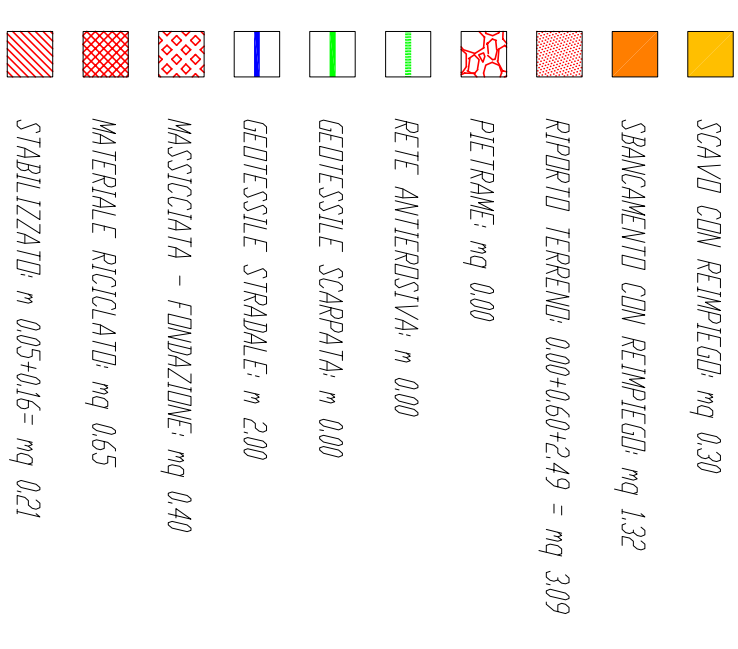 SCAVO CON REIMPIEGO: mq 0.30
SBANCAMENTO CON REIMPIEGO: mq 1.32
RIPORTO TERRENO: 0.00+0.60+2.49 = mq 3.09
PIETRAME: mq 0.00
RETE ANTIEROSIVA: m 0.00
GEOTESSILE SCARPATA: m 0.00
GEOTESSILE STRADALE: m 2.00
MASSICCIATA - FONDAZIONE: mq 0.40
MATERIALE RICICLATO: mq 0.65
STABILIZZATO: m 0.05+0.16= mq 0.21